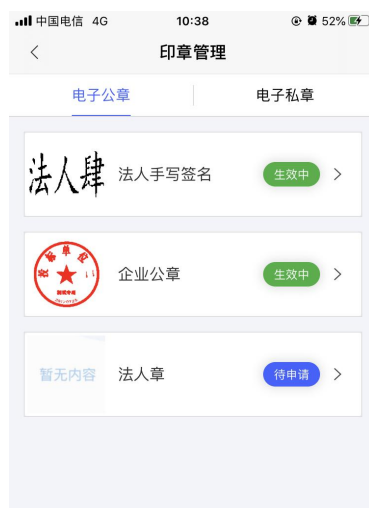 中国电信 4G 10:38 52%
印章管理
电子公章 电子私章
法人肆 法人手写签名 生效中
企业公章 生效中
暂无内容 法人章 待申请